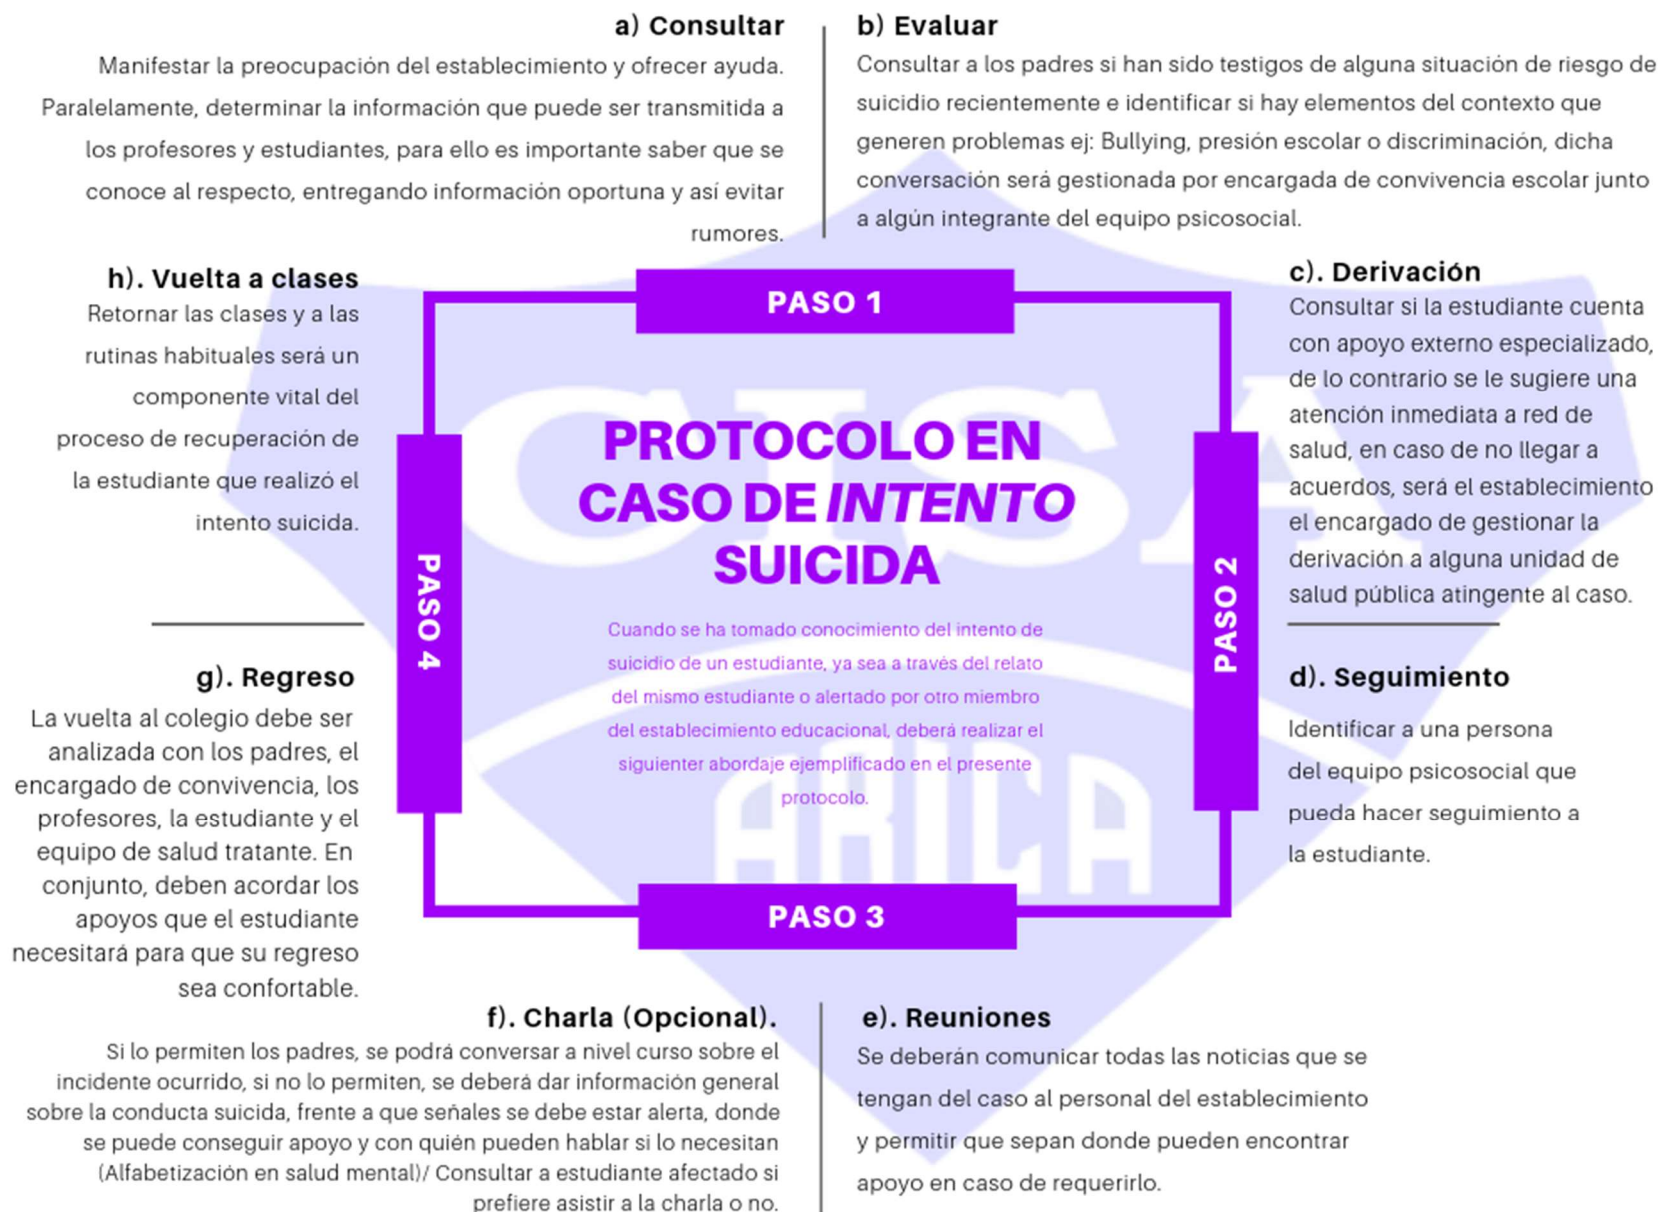 a) Consultar
Manifestar la preocupación del establecimiento y ofrecer ayuda.
Paralelamente, determinar la información que puede ser transmitida a
los profesores y estudiantes, para ello es importante saber que se
conoce al respecto, entregando información oportuna y así evitar
rumores.
b) Evaluar
Consultar a los padres si han sido testigos de alguna situación de riesgo de
suicidio recientemente e identificar si hay elementos del contexto que
generen problemas ej: Bullying, presión escolar o discriminación, dicha
conversación será gestionada por encargada de convivencia escolar junto
a algún integrante del equipo psicosocial.
PASO 1
c). Derivación
Consultar si la estudiante cuenta
con apoyo externo especializado,
de lo contrario se le sugiere una
atención inmediata a red de
salud, en caso de no llegar a
acuerdos, será el establecimiento
el encargado de gestionar la
derivación a alguna unidad de
salud pública atingente al caso.
PASO 2
d). Seguimiento
Identificar a una persona
del equipo psicosocial que
pueda hacer seguimiento a
la estudiante.
CISA
PROTOCOLO EN
CASO DE INTENTO
SUICIDA
Cuando se ha tomado conocimiento del intento de
suicidio de un estudiante, ya sea a través del relato
del mismo estudiante o alertado por otro miembro
del establecimiento educacional, deberá realizar el
siguienter abordaje ejemplificado en el presente
protocolo.
ARICA
PASO 3
e). Reuniones
Se deberán comunicar todas las noticias que se
tengan del caso al personal del establecimiento
y permitir que sepan donde pueden encontrar
apoyo en caso de requerirlo.
f). Charla (Opcional).
Si lo permiten los padres, se podrá conversar a nivel curso sobre el
incidente ocurrido, si no lo permiten, se deberá dar información general
sobre la conducta suicida, frente a que señales se debe estar alerta, donde
se puede conseguir apoyo y con quién pueden hablar si lo necesitan
(Alfabetización en salud mental)/ Consultar a estudiante afectado si
prefiere asistir a la charla o no.
PASO 4
g). Regreso
La vuelta al colegio debe ser
analizada con los padres, el
encargado de convivencia, los
profesores, la estudiante y el
equipo de salud tratante. En
conjunto, deben acordar los
apoyos que el estudiante
necesitará para que su regreso
sea confortable.
h). Vuelta a clases
Retornar las clases y a las
rutinas habituales será un
componente vital del
proceso de recuperación de
la estudiante que realizó el
intento suicida.